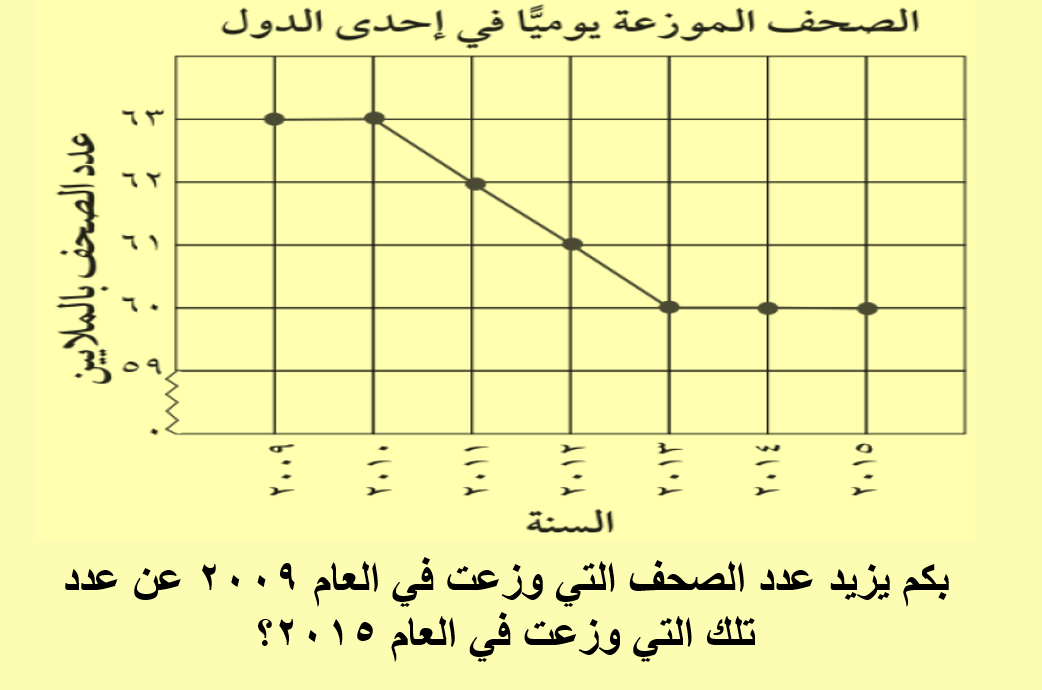 الصحف الموزعة يوميًّا في إحدى الدول
عدد الصحف بالملايين
٦٣
٦٢
٦١
٦٠
٥٩
٠
٢٠٠٩ ٢٠١٠ ٢٠١١ ٢٠١٢ ٢٠١٣ ٢٠١٤ ٢٠١٥
السنة
بكم يزيد عدد الصحف التي وزعت في العام ٢٠٠٩ عن عدد
تلك التي وزعت في العام ٢٠١٥؟